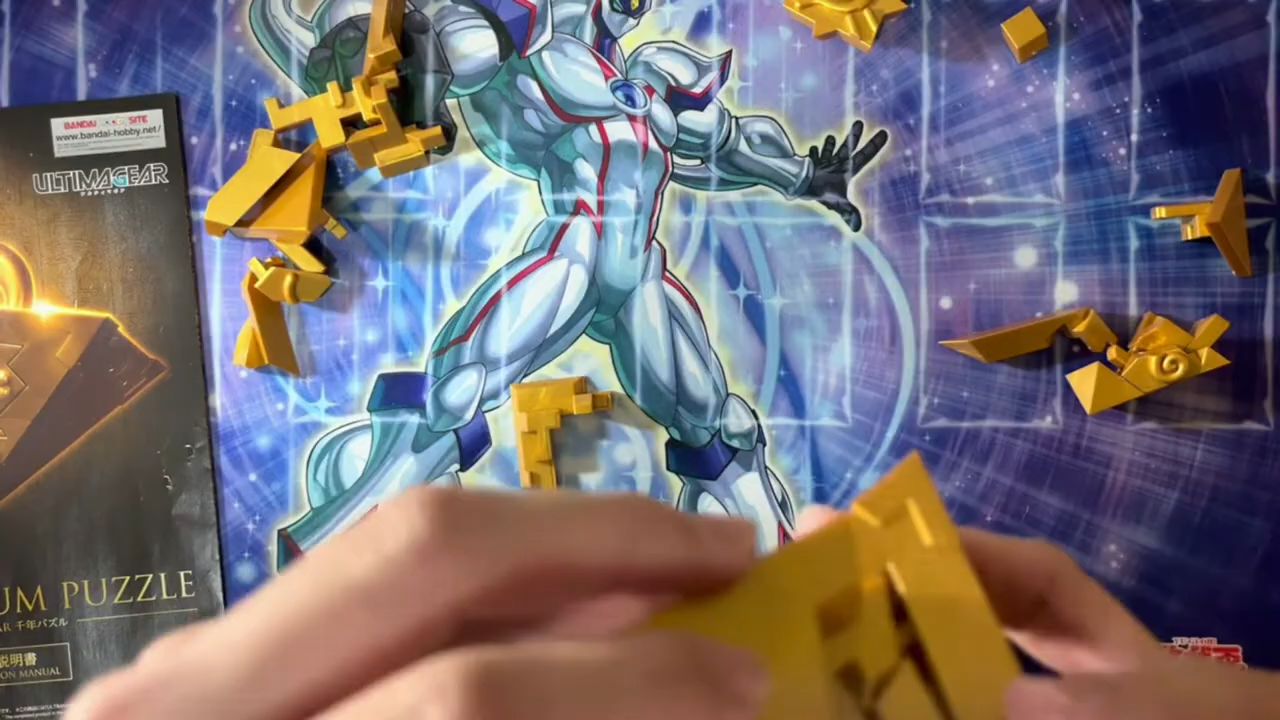 BANDAI SITE
www.bandai-hobby.net/
ULTIMAGEAR
UM PUZZLE
AR 千年パズル
説明書
ON MANUAL